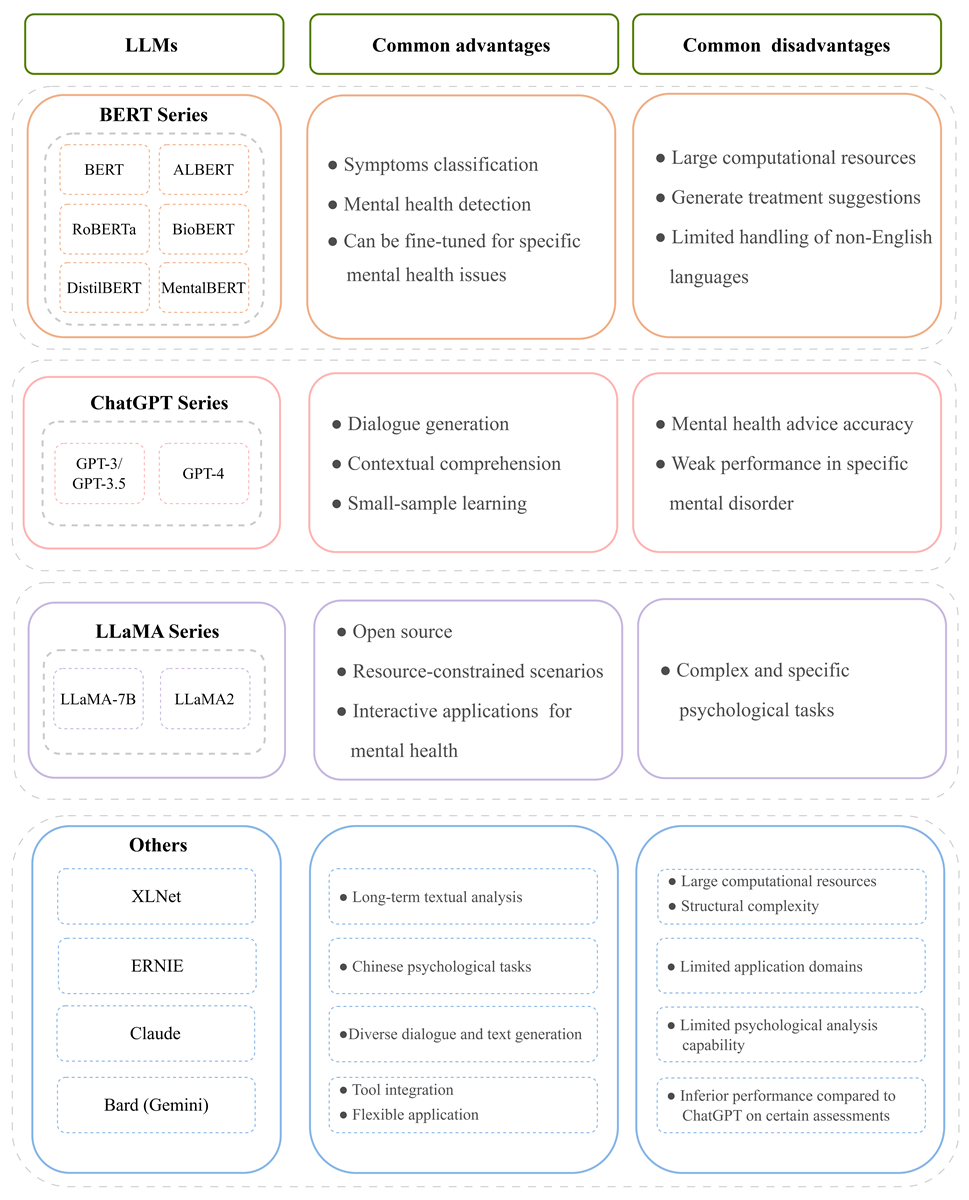 LLMs
Common advantages
Common disadvantages
BERT Series
BERT
ALBERT
RoBERTa
BioBERT
DistilBERT
MentalBERT
● Symptoms classification
● Mental health detection
● Can be fine-tuned for specific
mental health issues
● Large computational resources
● Generate treatment suggestions
● Limited handling of non-English
languages
ChatGPT Series
GPT-3/
GPT-3.5
GPT-4
● Dialogue generation
● Contextual comprehension
● Small-sample learning
● Mental health advice accuracy
● Weak performance in specific
mental disorder
LLaMA Series
LLaMA-7B
LLaMA2
● Open source
● Resource-constrained scenarios
● Interactive applications for
mental health
● Complex and specific
psychological tasks
Others
XLNet
● Long-term textual analysis
● Large computational resources
● Structural complexity
ERNIE
● Chinese psychological tasks
● Limited application domains
Claude
●Diverse dialogue and text generation
● Limited psychological analysis
capability
Bard (Gemini)
● Tool integration
● Flexible application
● Inferior performance compared to
ChatGPT on certain assessments